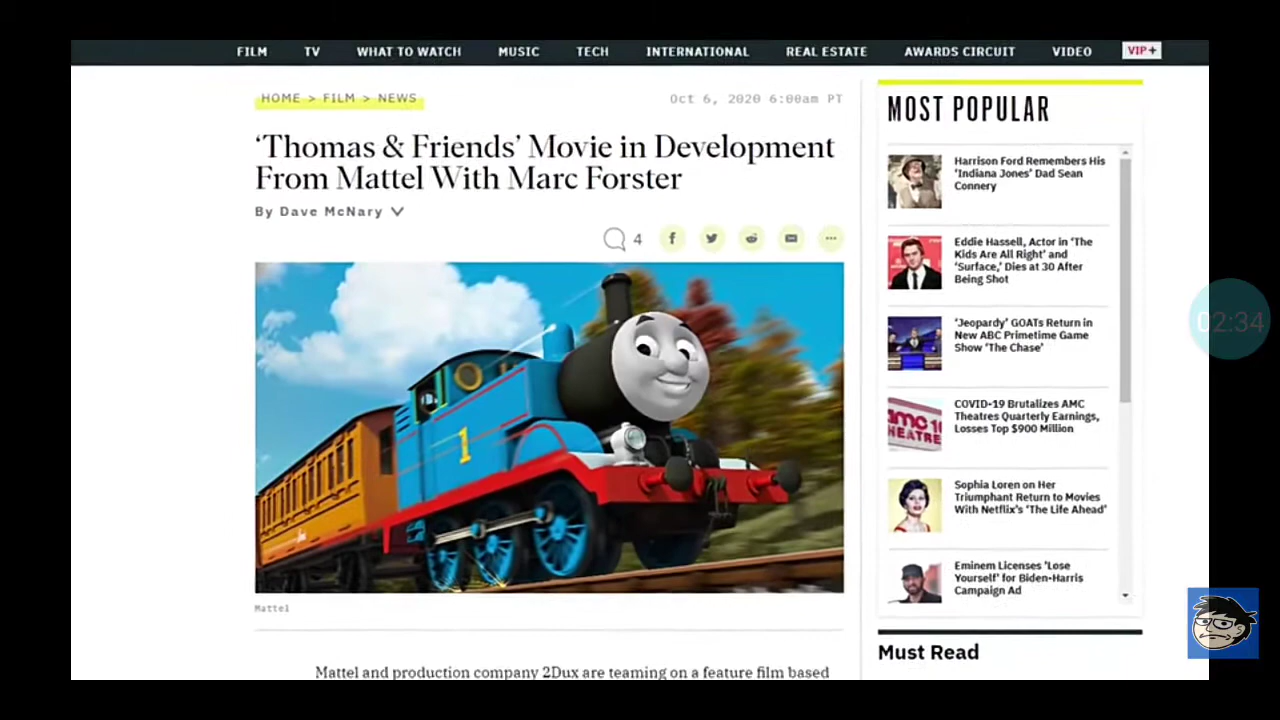 FILM TV WHAT TO WATCH MUSIC TECH INTERNATIONAL REAL ESTATE AWARDS CIRCUIT VIDEO VIP+
HOME > FILM > NEWS
Oct 6, 2020 6:00am PT
‘Thomas & Friends’ Movie in Development
From Mattel With Marc Forster
By Dave McNary
4
1
Mattel
Mattel and production company 2Dux are teaming on a feature film based
MOST POPULAR
Harrison Ford Remembers His
‘Indiana Jones’ Dad Sean
Connery
Eddie Hassell, Actor in ‘The
Kids Are All Right’ and
‘Surface,’ Dies at 30 After
Being Shot
‘Jeopardy’ GOATs Return in
New ABC Primetime Game
Show ‘The Chase’
amc 1
THEATRE
COVID-19 Brutalizes AMC
Theatres Quarterly Earnings,
Losses Top $900 Million
Sophia Loren on Her
Triumphant Return to Movies
With Netflix’s ‘The Life Ahead’
Eminem Licenses ‘Lose
Yourself’ for Biden-Harris
Campaign Ad
Must Read
02:34